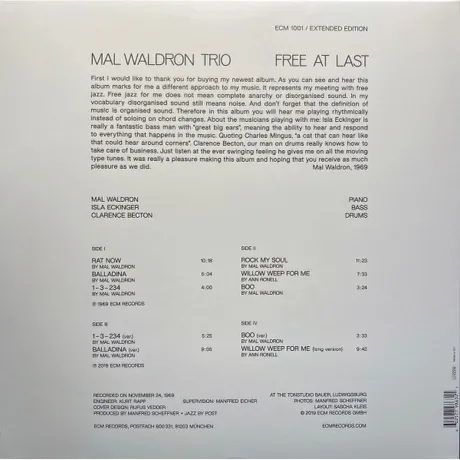 ECM 1001 / EXTENDED EDITION
MAL WALDRON TRIO FREE AT LAST
First I would like to thank you for buying my newest album. As you can see and hear this
album marks for me a different approach to my music. It represents my meeting with free
jazz. Free jazz for me does not mean complete anarchy or disorganised sound. In my
vocabulary disorganised sound still means noise. And don't forget that the definition of
music is organised sound. Therefore in this album you will hear me playing rhythmically
instead of soloing on chord changes. About the musicians playing with me: Isla Eckinger is
really a fantastic bass man with "great big ears", meaning the ability to hear and respond
to everything that happens in the music. Quoting Charles Mingus, "a cat that can hear like
that could hear around corners". Clarence Becton, our man on drums really knows how to
take care of business. Just listen at the ever swinging feeling he gives me on all the moving
type tunes. It was really a pleasure making this album and hoping that you receive as much
pleasure as we did. Mal Waldron, 1969
MAL WALDRON PIANO
ISLA ECKINGER BASS
CLARENCE BECTON DRUMS
SIDE I
RAT NOW 10:18
BY MAL WALDRON
BALLADINA 5:04
BY MAL WALDRON
1-3-234 4:00
BY MAL WALDRON
℗ 1969 ECM RECORDS
SIDE II
ROCK MY SOUL 11:23
BY MAL WALDRON
WILLOW WEEP FOR ME 7:30
BY ANN RONELL
BOO 3:24
BY MAL WALDRON
SIDE III
1-3-234 (var.) 5:25
BY MAL WALDRON
BALLADINA (var.) 9:05
BY MAL WALDRON
℗ 2019 ECM RECORDS
SIDE IV
BOO (var.) 3:33
BY MAL WALDRON
WILLOW WEEP FOR ME (long version) 9:42
BY ANN RONELL
RECORDED ON NOVEMBER 24, 1969 AT THE TONSTUDIO BAUER, LUDWIGSBURG
ENGINEER: KURT RAPP SUPERVISION: MANFRED EICHER PHOTOS: MANFRED SCHEFFNER
COVER DESIGN: RUFUS VEDDER LAYOUT: SASCHA KLEIS
PRODUCED BY MANFRED SCHEFFNER + JAZZ BY POST © 2019 ECM RECORDS GMBH
ECM RECORDS, POSTFACH 600 331, 81203 MÜNCHEN ECMRECORDS.COM